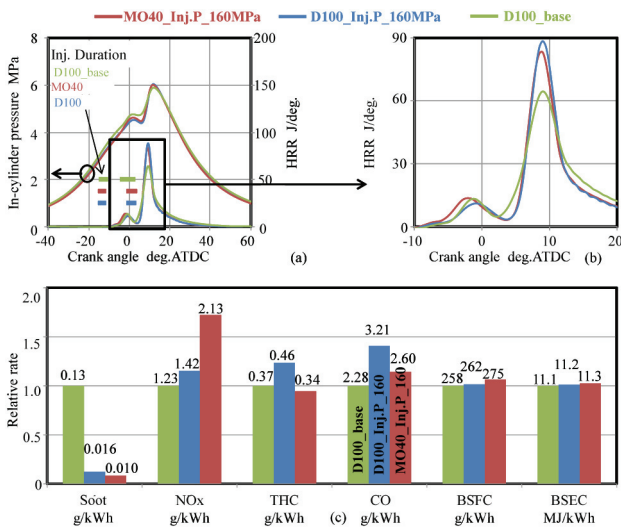 MO40_Inj.P_160MPa D100_Inj.P_160MPa D100_base
(a)
In-cylinder pressure MPa
8
6
4
2
0
Inj. Duration
D100_base
MO40
D100
200
150
100
50
0
HRR J/deg.
-40 -20 0 20 40 60
Crank angle deg.ATDC (a)
HRR J/deg.
90
60
30
0
-10 0 10 20
Crank angle deg.ATDC (b)
Relative rate
2.0
1.5
1.0
0.5
0
0.13 0.016 0.010
1.23 1.42 2.13
0.37 0.46 0.34
2.28 3.21 2.60
258 262 275
11.1 11.2 11.3
D100_base
D100_Inj.P_160
MO40_Inj.P_160
Soot NOx THC CO BSFC BSEC
g/kWh g/kWh g/kWh g/kWh g/kWh MJ/kWh
(c)